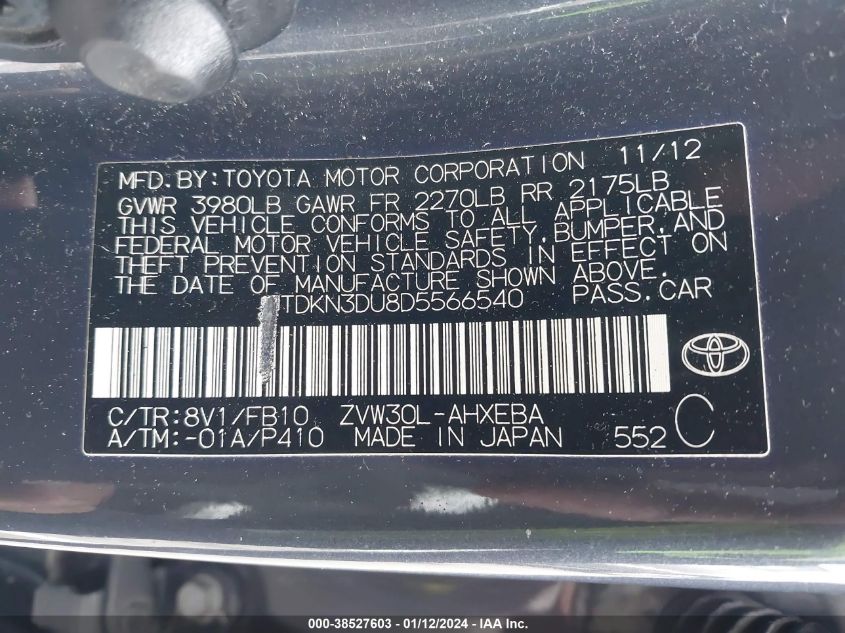 MFD.BY:TOYOTA MOTOR CORPORATION 11/12
GVWR 3980LB GAWR FR 2270LB RR 2175LB
THIS VEHICLE CONFORMS TO ALL APPLICABLE
FEDERAL MOTOR VEHICLE SAFETY,BUMPER,AND
THEFT PREVENTION STANDARDS IN EFFECT ON
THE DATE OF MANUFACTURE SHOWN ABOVE.
TDKN3DU8D5566540 PASS.CAR
C/TR:8V1/FB10 ZVW30L-AHXEBA
A/TM:-01A/P410 MADE IN JAPAN 552 C
000-38527603 - 01/12/2024 - IAA Inc.